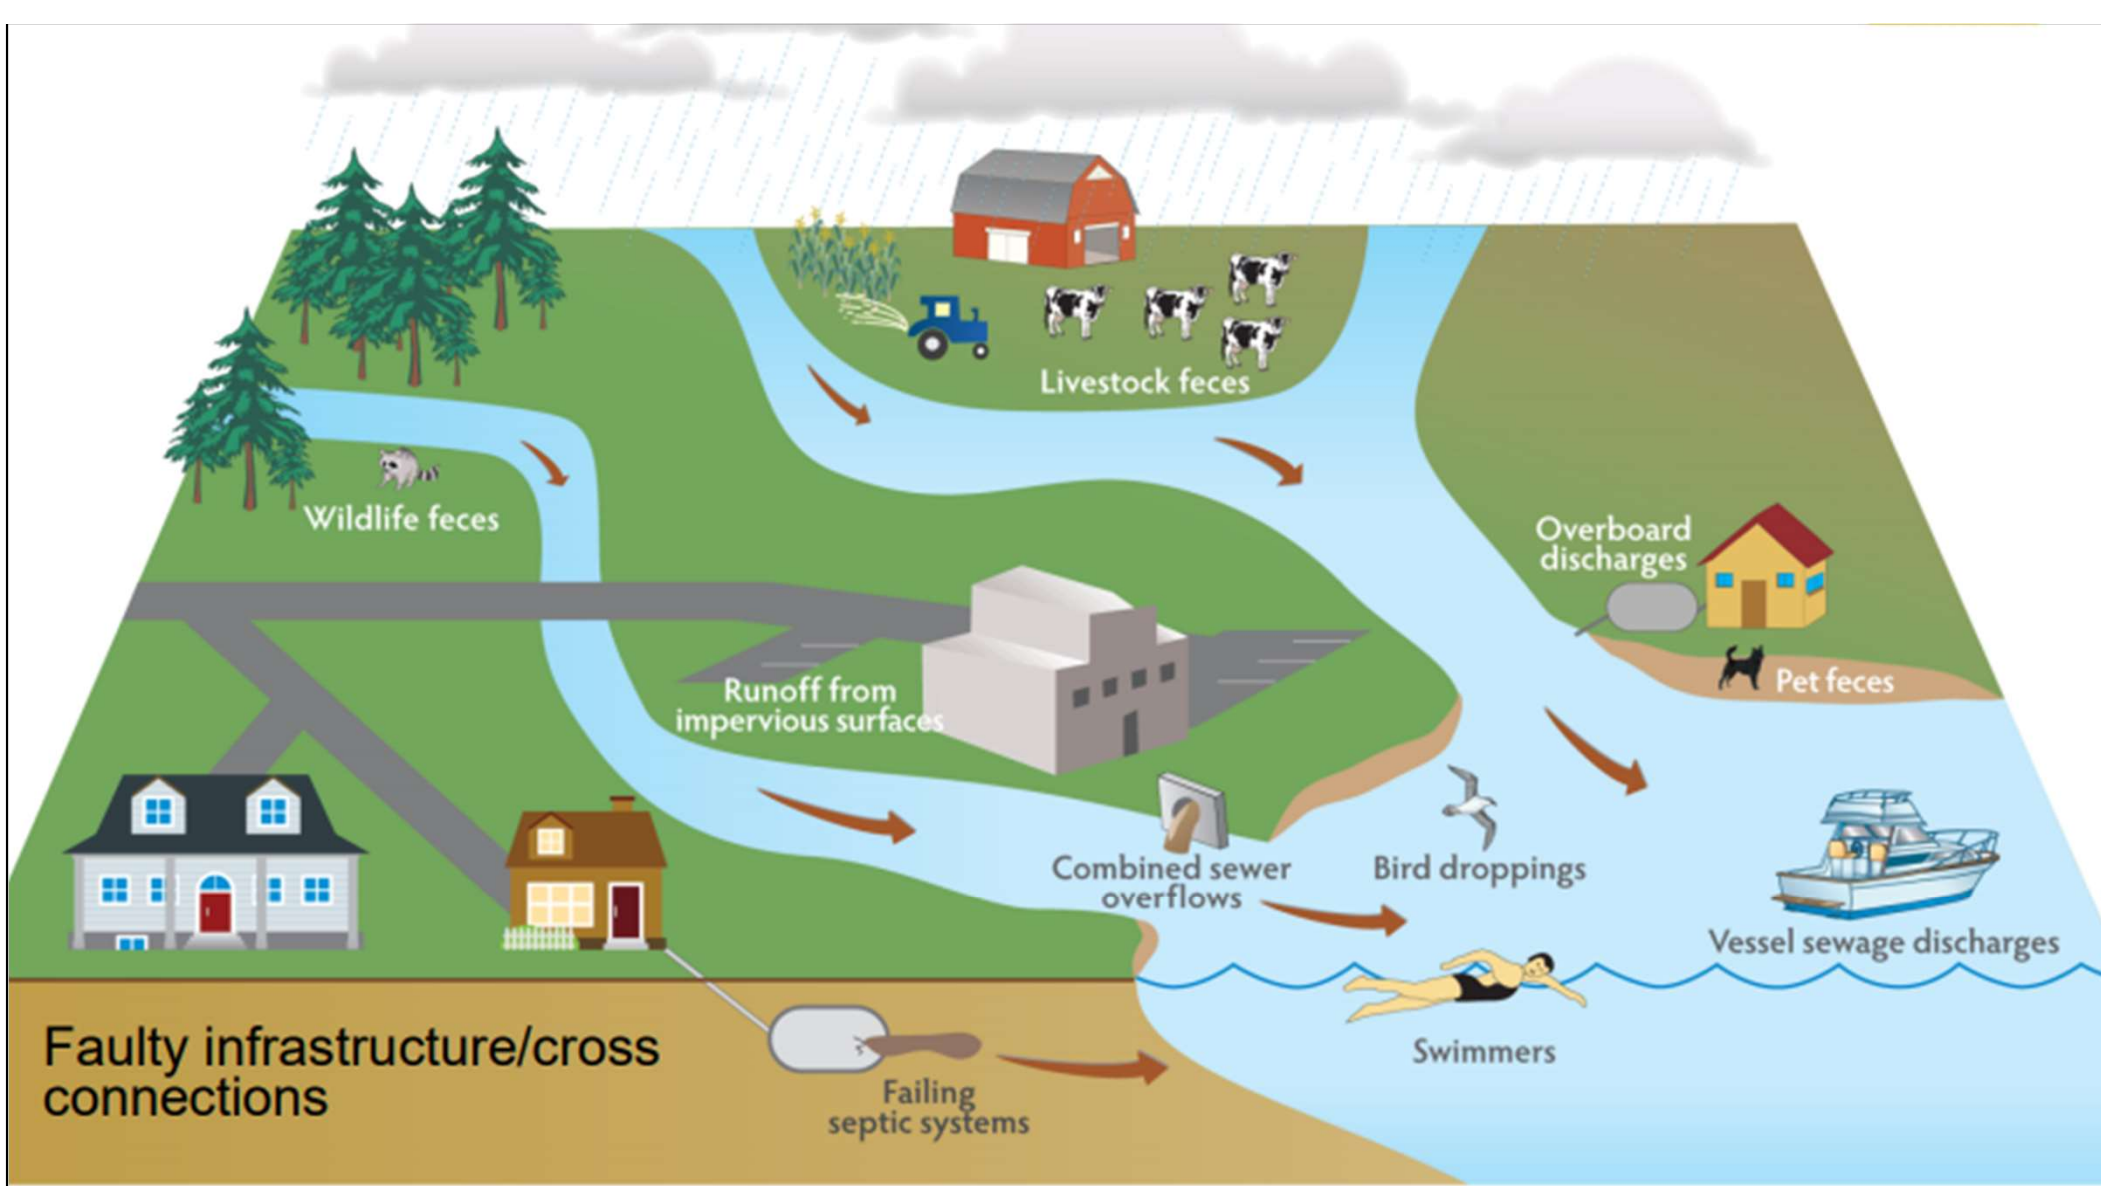 Livestock feces
Wildlife feces
Overboard
discharges
Pet feces
Runoff from
impervious surfaces
Combined sewer
overflows
Bird droppings
Vessel sewage discharges
Swimmers
Faulty infrastructure/cross
connections
Failing
septic systems